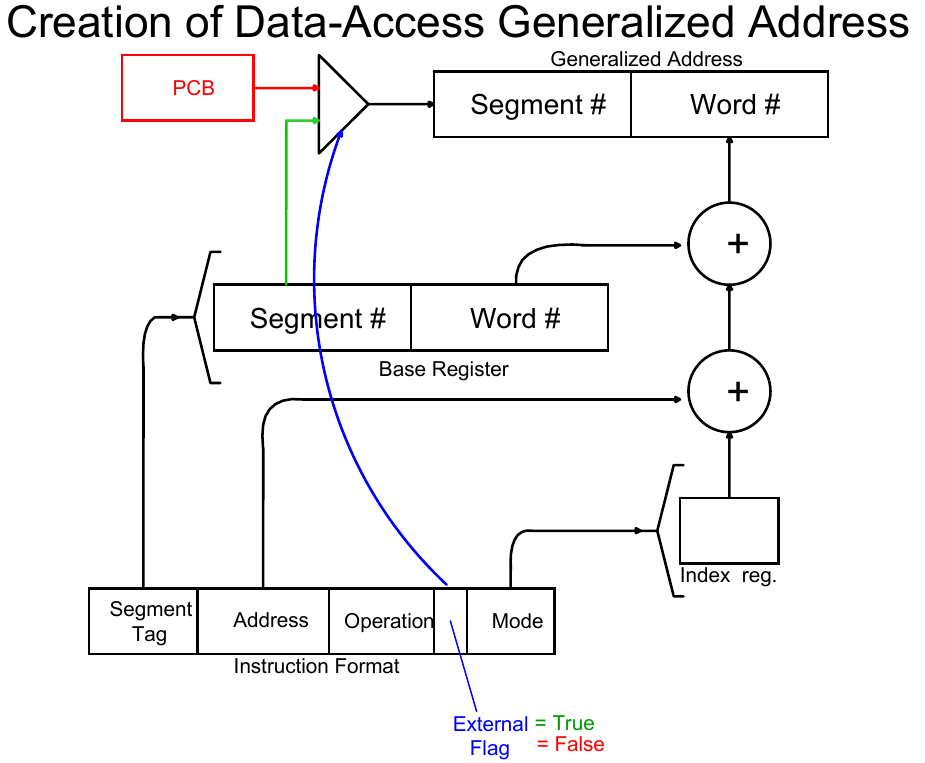 Creation of Data-Access Generalized Address
Generalized Address
PCB
Segment # Word #
+
Segment # Word #
Base Register
+
Index reg.
Segment
Tag
Address
Operation
Mode
Instruction Format
External = True
Flag = False